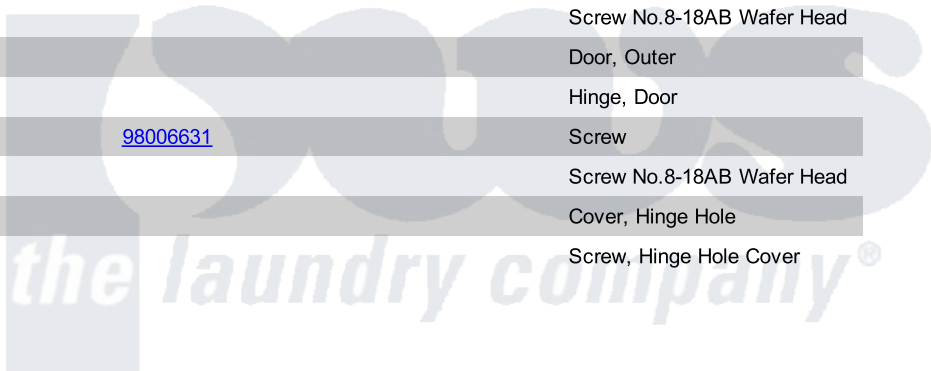 Screw No.8-18AB Wafer Head
Door, Outer
Hinge, Door
98006631 Screw
Screw No.8-18AB Wafer Head
Cover, Hinge Hole
Screw, Hinge Hole Cover
the laundry company®